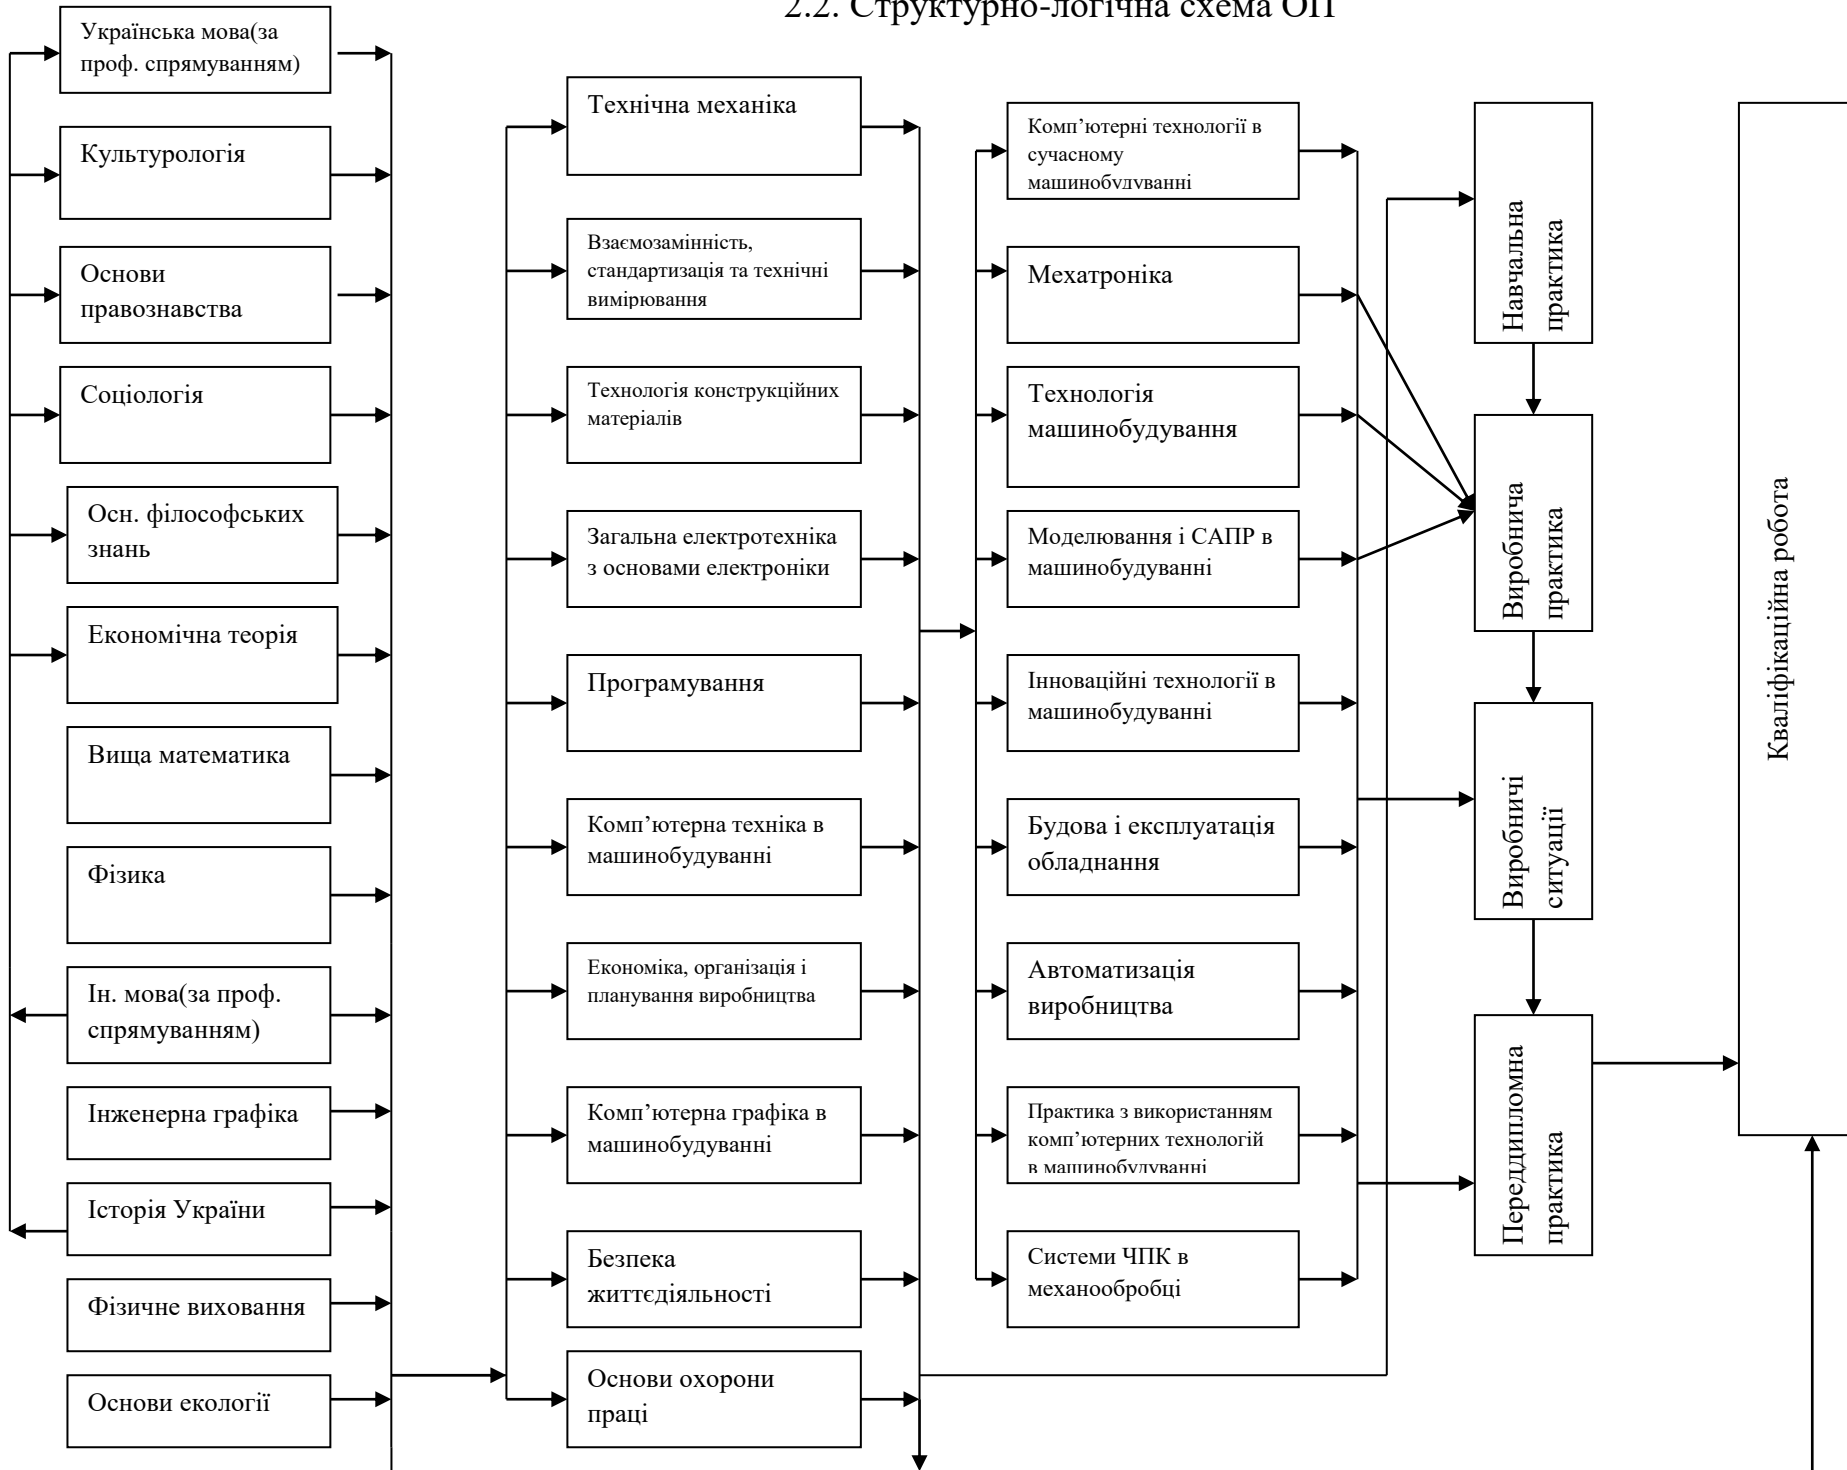 2.2. Структурно-логічна схема ОП
Українська мова(за
проф. спрямуванням)
Культурологія
Основи
правознавства
Соціологія
Осн. філософських
знань
Економічна теорія
Вища математика
Фізика
Ін. мова(за проф.
спрямуванням)
Інженерна графіка
Історія України
Фізичне виховання
Основи екології
Технічна механіка
Взаємозамінність,
стандартизація та технічні
вимірювання
Технологія конструкційних
матеріалів
Загальна електротехніка
з основами електроніки
Програмування
Комп’ютерна техніка в
машинобудуванні
Економіка, організація і
планування виробництва
Комп’ютерна графіка в
машинобудуванні
Безпека
життєдіяльності
Основи охорони
праці
Комп’ютерні технології в
сучасному
машинобудуванні
Мехатроніка
Технологія
машинобудування
Моделювання і САПР в
машинобудуванні
Інноваційні технології в
машинобудуванні
Будова і експлуатація
обладнання
Автоматизація
виробництва
Практика з використанням
комп’ютерних технологій
в машинобудуванні
Системи ЧПК в
механообробці
Навчальна
практика
Виробнича
практика
Виробничі
ситуації
Переддипломна
практика
Кваліфікаційна робота